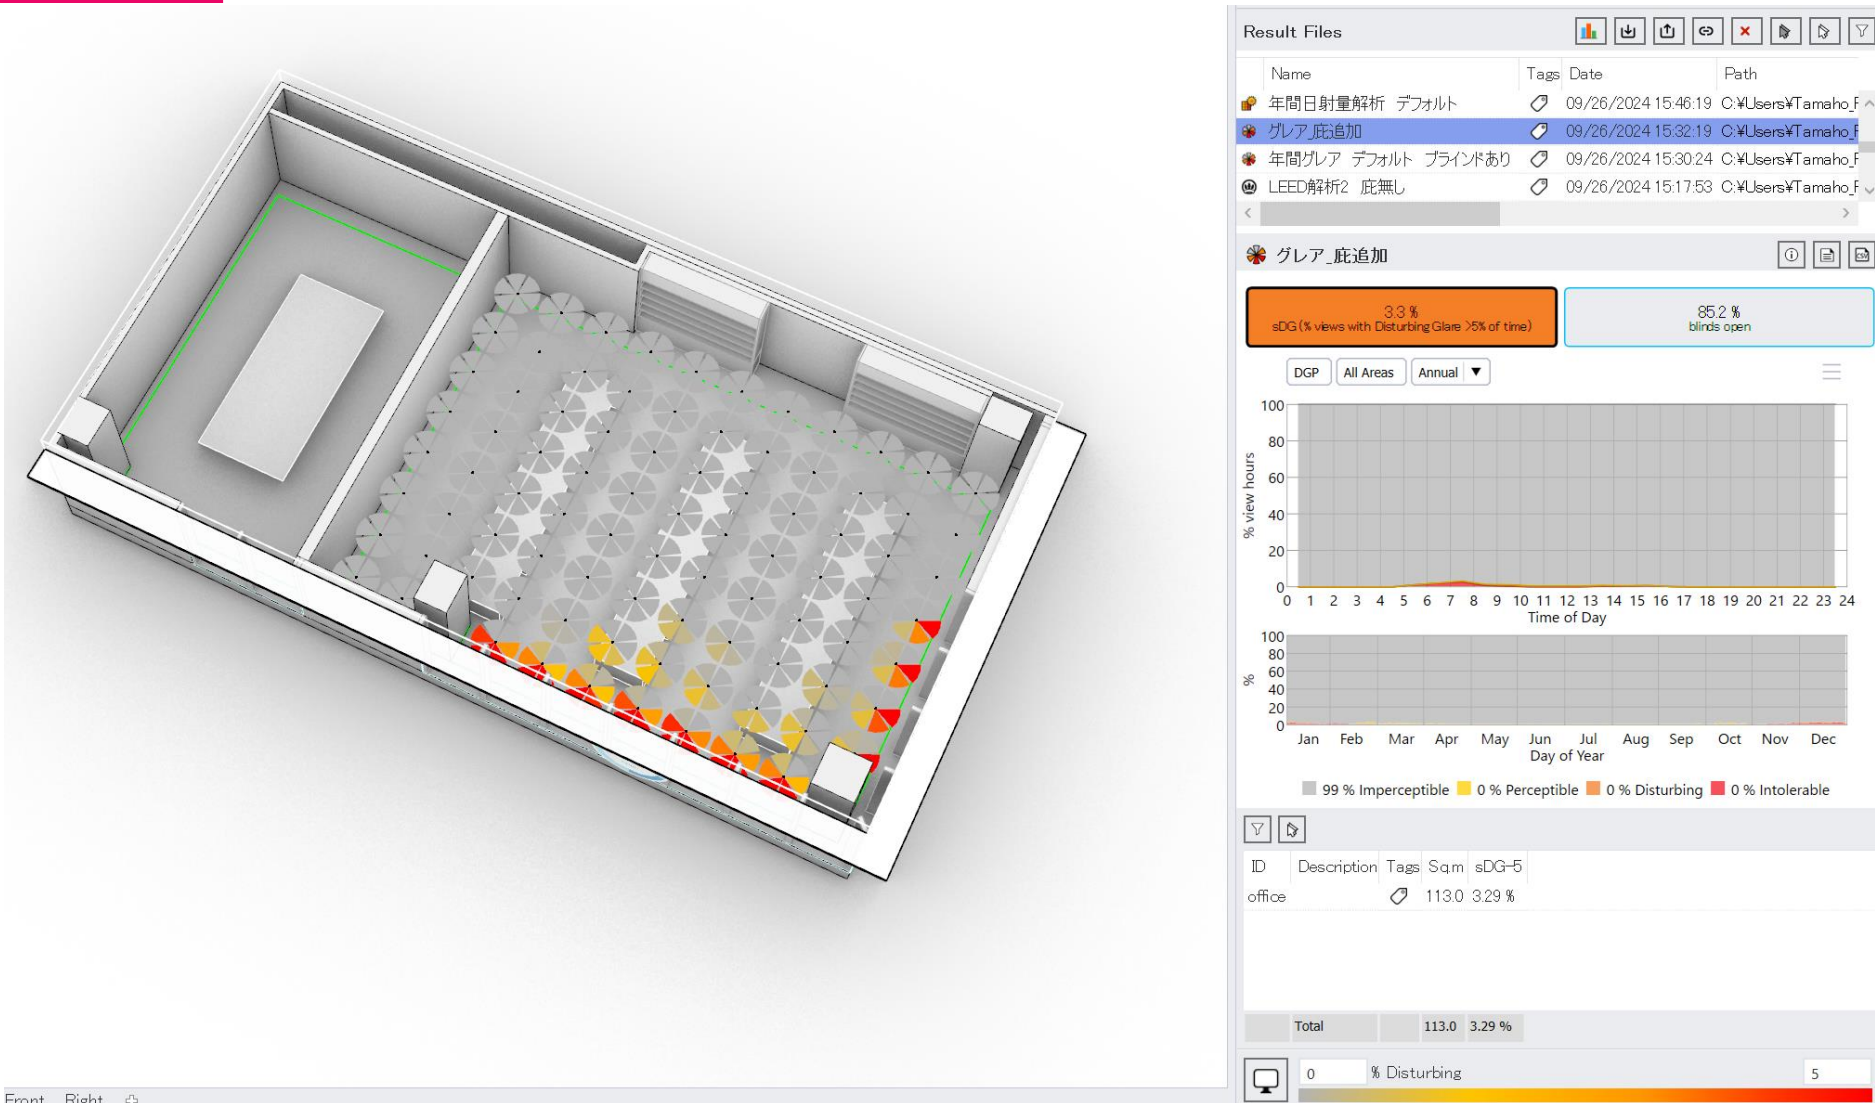 Result Files
Name Tags Date Path
年間日射量解析 デフォルト 09/26/2024 15:46:19 C:¥Users¥Tamaho_
グレア_庇追加 09/26/2024 15:32:19 C:¥Users¥Tamaho_
年間グレア デフォルト ブラインドあり 09/26/2024 15:30:24 C:¥Users¥Tamaho_
LEED解析2 庇無し 09/26/2024 15:17:53 C:¥Users¥Tamaho_
グレア_庇追加
CSV
3.3 %
sDG (% views with Disturbing Glare >5% of time)
85.2 %
blinds open
DGP All Areas Annual
% view hours
100
80
60
40
20
0
0 1 2 3 4 5 6 7 8 9 10 11 12 13 14 15 16 17 18 19 20 21 22 23 24
Time of Day
%
100
80
60
40
20
0
Jan Feb Mar Apr May Jun Jul Aug Sep Oct Nov Dec
Day of Year
99 % Imperceptible 0 % Perceptible 0 % Disturbing 0 % Intolerable
ID Description Tags Sq.m sDG-5
office 113.0 3.29 %
Total 113.0 3.29 %
0 % Disturbing 5
Front Right